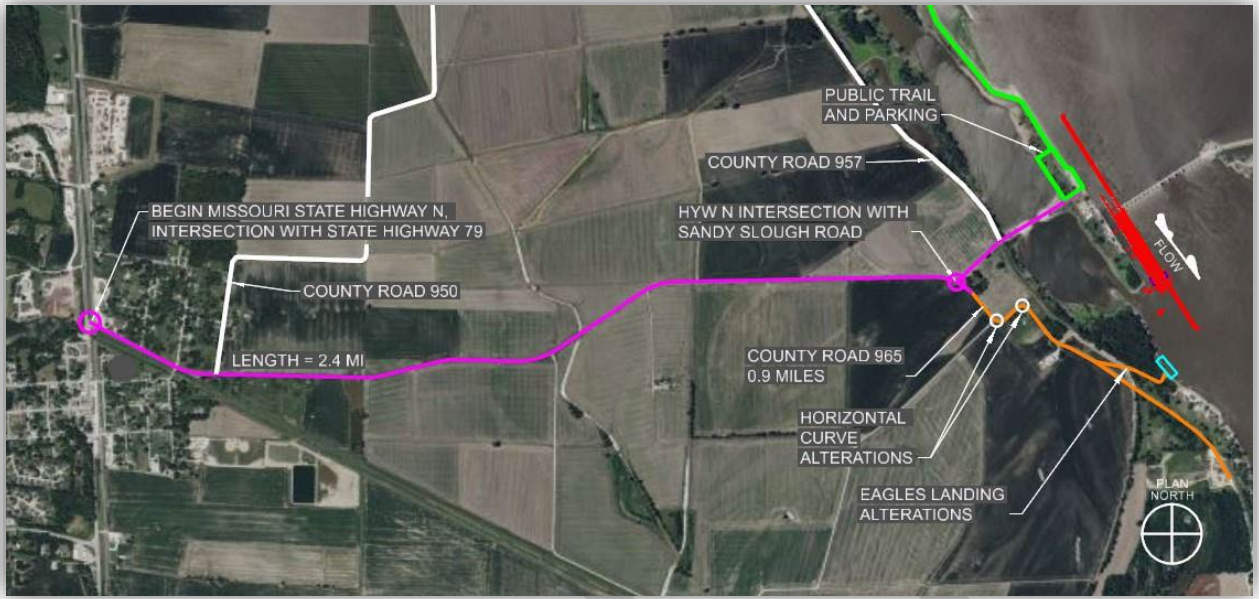 PUBLIC TRAIL
AND PARKING
COUNTY ROAD 957
BEGIN MISSOURI STATE HIGHWAY N,
INTERSECTION WITH STATE HIGHWAY 79
HYW N INTERSECTION WITH
SANDY SLOUGH ROAD
FLOW
COUNTY ROAD 950
LENGTH = 2.4 MI
COUNTY ROAD 965
0.9 MILES
HORIZONTAL
CURVE
ALTERATIONS
EAGLES LANDING
ALTERATIONS
PLAN
NORTH